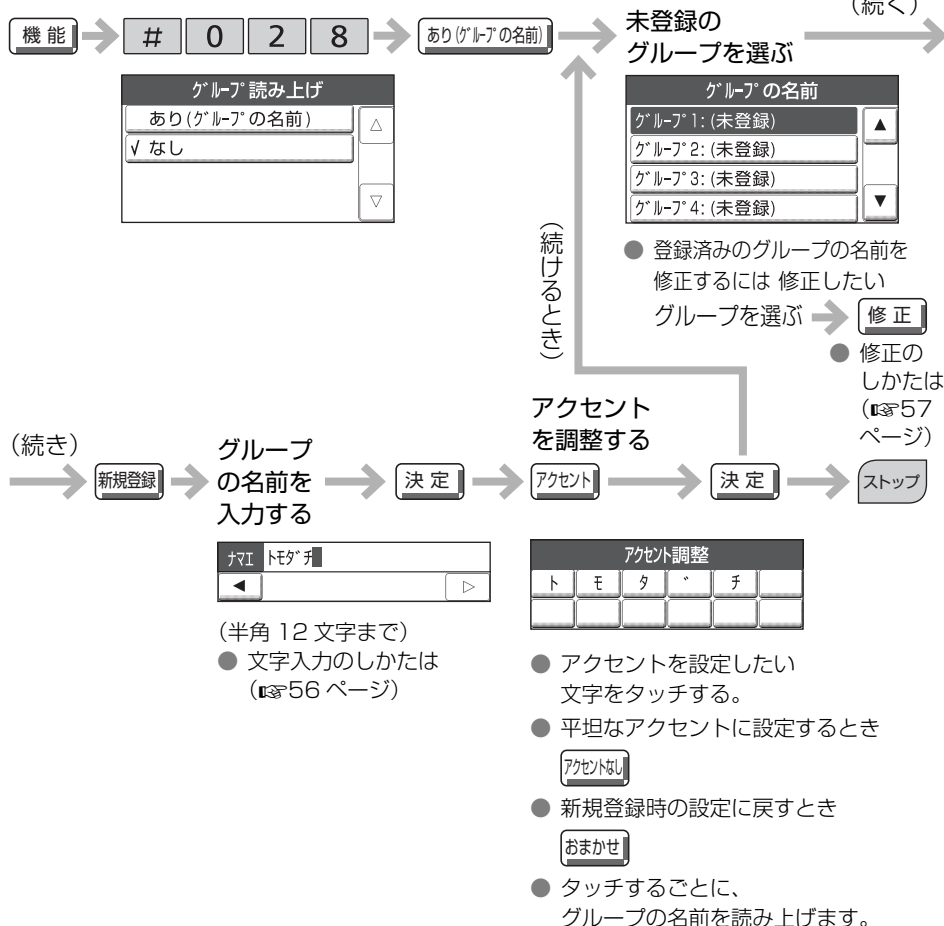 機能 # 0 2 8 あり(ｸﾞﾙｰﾌﾟの名前)
未登録の
グループを選ぶ
(続く)
ｸﾞﾙｰﾌﾟ読み上げ
あり(ｸﾞﾙｰﾌﾟの名前)
√ なし
△
▽
ｸﾞﾙｰﾌﾟの名前
ｸﾞﾙｰﾌﾟ1: (未登録)
ｸﾞﾙｰﾌﾟ2: (未登録)
ｸﾞﾙｰﾌﾟ3: (未登録)
ｸﾞﾙｰﾌﾟ4: (未登録)
▲
▼
● 登録済みのグループの名前を
修正するには 修正したい
グループを選ぶ 修正
● 修正の
しかたは
(☞57
ページ)
(続けるとき)
(続き)
新規登録
グループ
の名前を
入力する
決定
アクセント
を調整する
ｱｸｾﾝﾄ
決定
ストップ
ﾅﾏｴ ﾄﾓﾀﾞﾁ
◀ ▷
(半角 12 文字まで)
● 文字入力のしかたは
(☞56 ページ)
ｱｸｾﾝﾄ調整
ﾄ ﾓ ﾀ ﾞ ﾁ
● アクセントを設定したい
文字をタッチする。
● 平坦なアクセントに設定するとき
ｱｸｾﾝﾄなし
● 新規登録時の設定に戻すとき
おまかせ
● タッチするごとに、
グループの名前を読み上げます。